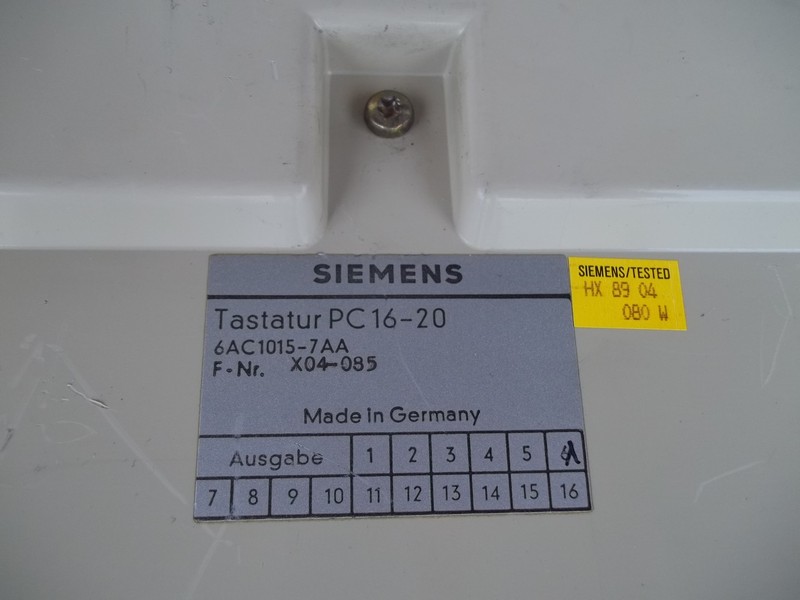 SIEMENS
Tastatur PC 16-20
6AC1015-7AA
F-Nr. X04-085
Made in Germany
Ausgabe 1 2 3 4 5
7 8 9 10 11 12 13 14 15 16
SIEMENS/TESTED
HX 89 04
080 W